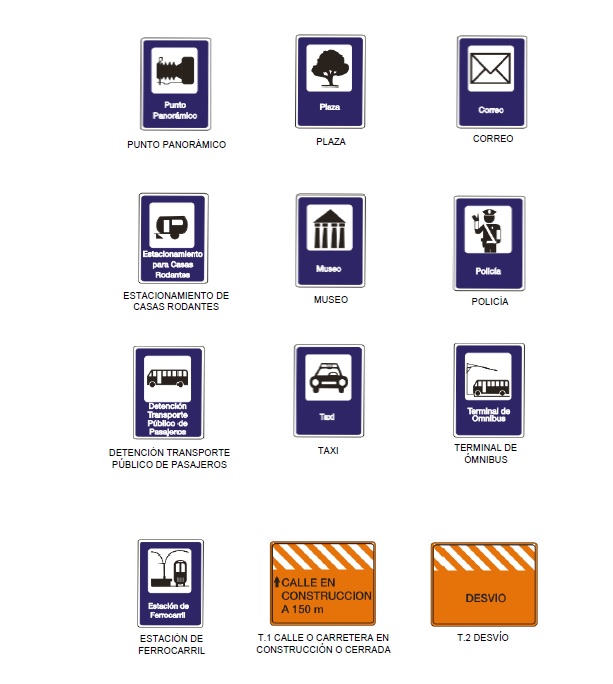 Punto
Panorámico
PUNTO PANORÁMICO
Plaza
PLAZA
Correo
CORREO
Estacionamiento
para Casas
Rodantes
ESTACIONAMIENTO DE
CASAS RODANTES
Museo
MUSEO
Policía
POLICÍA
Detención
Transporte
Público de
Pasajeros
DETENCIÓN TRANSPORTE
PÚBLICO DE PASAJEROS
Taxi
TAXI
Terminal de
Omnibus
TERMINAL DE
ÓMNIBUS
Estación de
Ferrocarril
ESTACIÓN DE
FERROCARRIL
CALLE EN
CONSTRUCCION
A 150 m
T.1 CALLE O CARRETERA EN
CONSTRUCCIÓN O CERRADA
DESVIO
T.2 DESVÍO